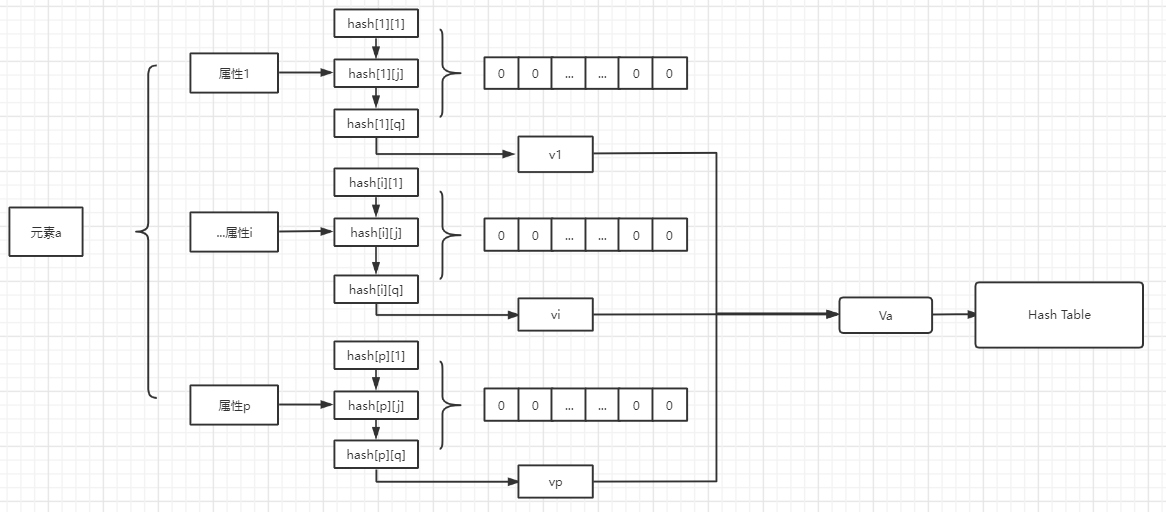 hash[1][1]
属性1
hash[1][j]
0 0 ... ... 0 0
hash[1][q]
v1
hash[i][1]
元素a
...属性i
hash[i][j]
0 0 ... ... 0 0
hash[i][q]
vi
Va
Hash Table
hash[p][1]
属性p
hash[p][j]
0 0 ... ... 0 0
hash[p][q]
vp